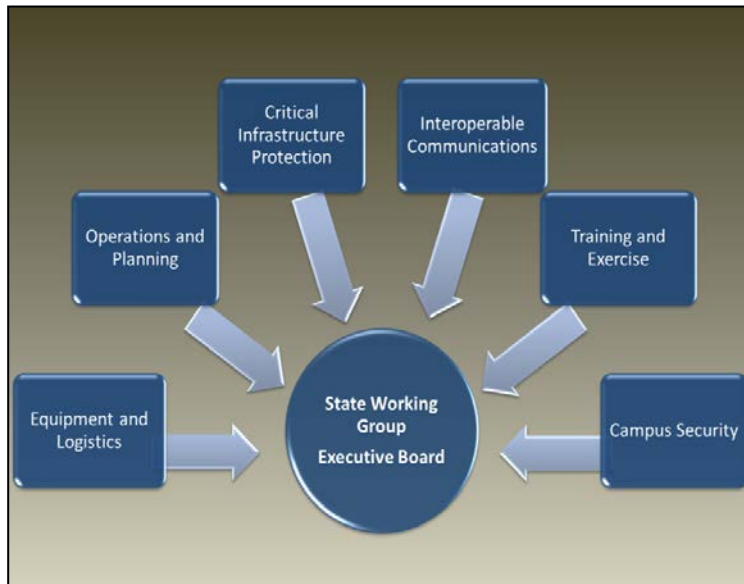 Critical
Infrastructure
Protection
Interoperable
Communications
Operations and
Planning
Training and
Exercise
Equipment and
Logistics
State Working
Group
Executive Board
Campus Security